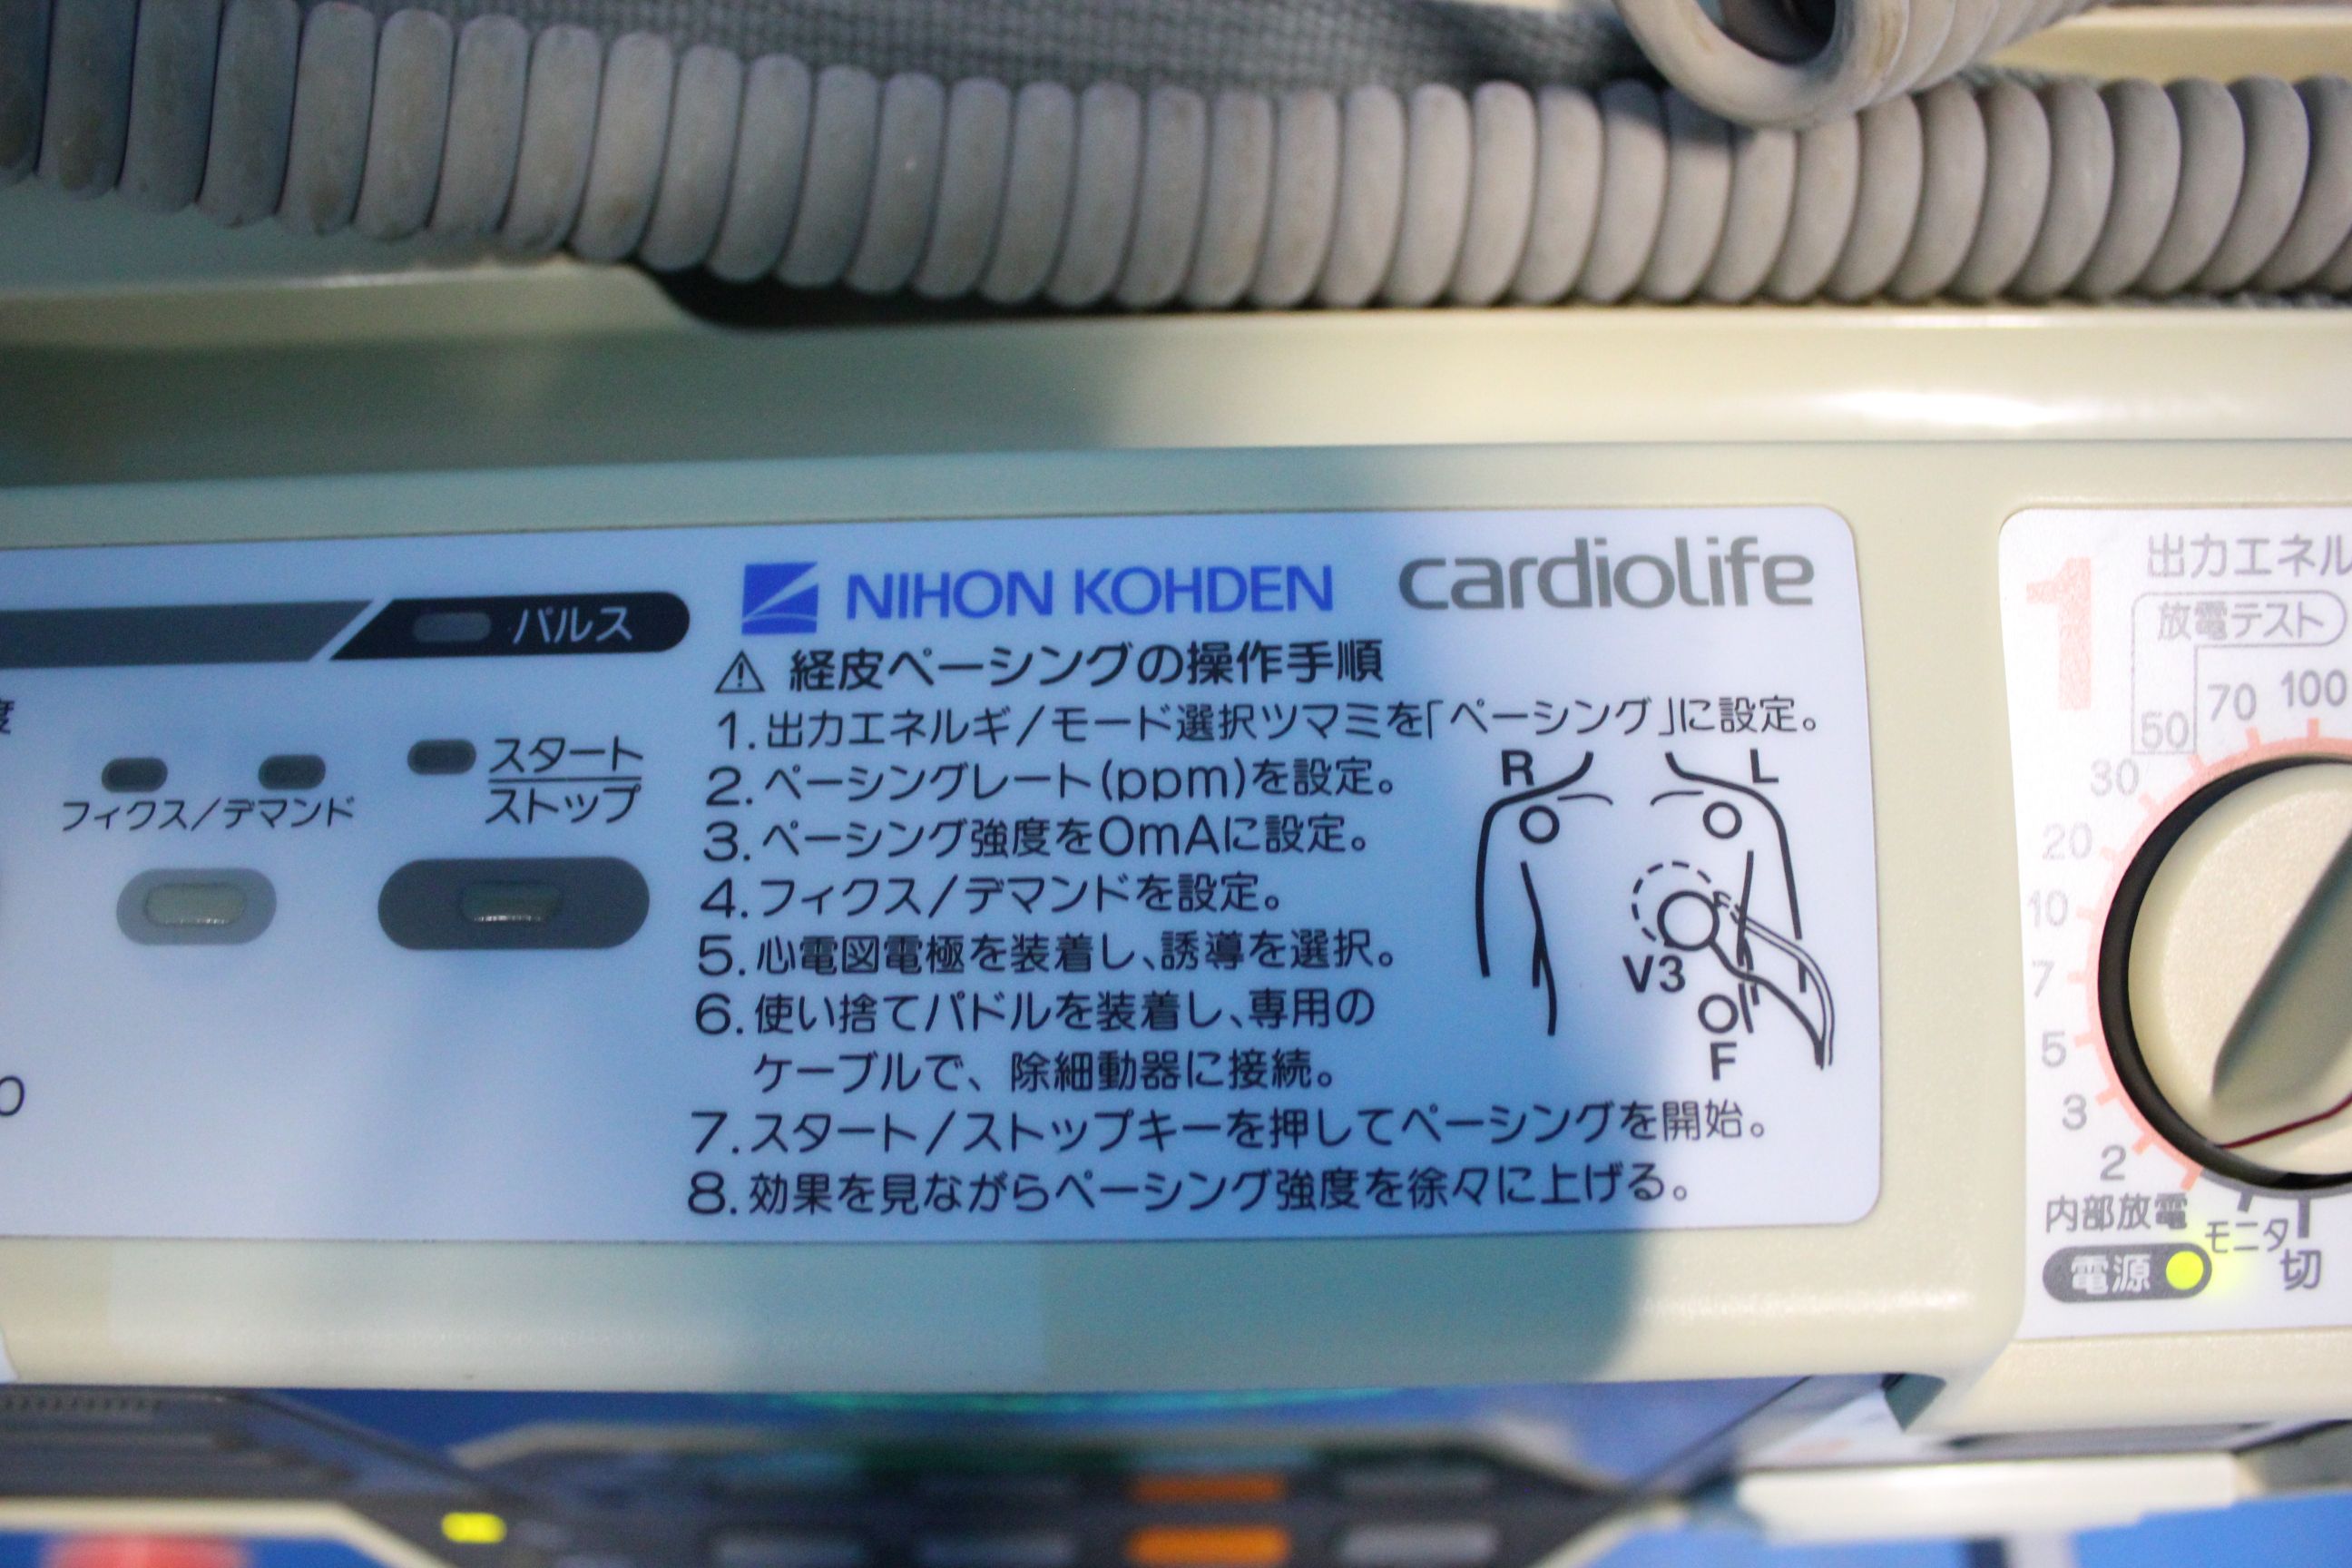 パルス
スタート
ストップ
フィクス/デマンド
NIHON KOHDEN cardiolife
⚠ 経皮ペーシングの操作手順
1.出力エネルギ/モード選択ツマミを「ペーシング」に設定。
2.ペーシングレート(ppm)を設定。
3.ペーシング強度を0mAに設定。
4.フィクス/デマンドを設定。
5.心電図電極を装着し、誘導を選択。
6.使い捨てパドルを装着し、専用の
ケーブルで、除細動器に接続。
7.スタート/ストップキーを押してペーシングを開始。
8.効果を見ながらペーシング強度を徐々に上げる。
R L
V3
F
1
出力エネル
放電テスト
100
70
50
30
20
10
7
5
3
2
内部放電
モニタ
切
電源